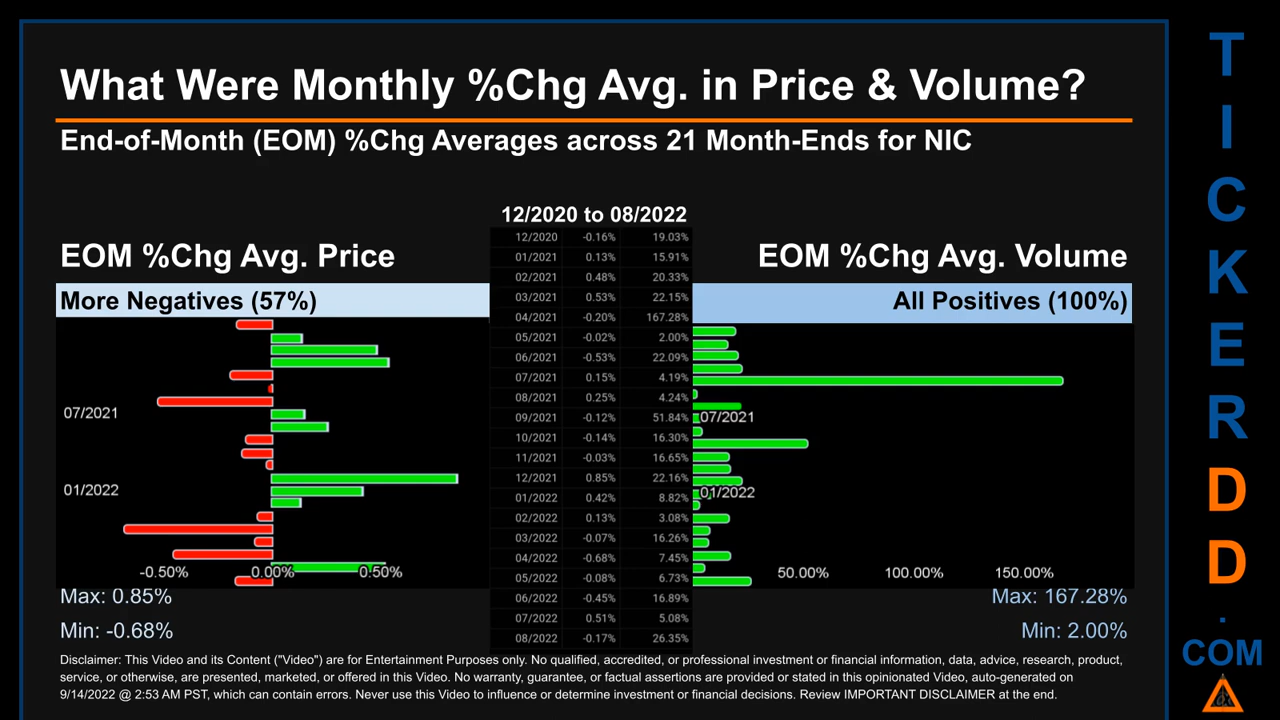 What Were Monthly %Chg Avg. in Price & Volume?
End-of-Month (EOM) %Chg Averages across 21 Month-Ends for NIC
12/2020 to 08/2022
EOM %Chg Avg. Price
More Negatives (57%)
07/2021
01/2022
-0.50% 0.00% 0.50%
Max: 0.85%
Min: -0.68%
12/2020 -0.16% 19.03%
01/2021 0.13% 15.91%
02/2021 0.48% 20.33%
03/2021 0.53% 22.15%
04/2021 -0.20% 167.28%
05/2021 -0.02% 2.00%
06/2021 -0.53% 22.09%
07/2021 0.15% 4.19%
08/2021 0.25% 4.24%
09/2021 -0.12% 51.84%
10/2021 -0.14% 16.30%
11/2021 -0.03% 16.65%
12/2021 0.85% 22.16%
01/2022 0.42% 8.82%
02/2022 0.13% 3.08%
03/2022 -0.07% 16.26%
04/2022 -0.68% 7.45%
05/2022 -0.08% 6.73%
06/2022 -0.45% 16.89%
07/2022 0.51% 5.08%
08/2022 -0.17% 26.35%
EOM %Chg Avg. Volume
All Positives (100%)
07/2021
01/2022
50.00% 100.00% 150.00%
Max: 167.28%
Min: 2.00%
Disclaimer: This Video and its Content ("Video") are for Entertainment Purposes only. No qualified, accredited, or professional investment or financial information, data, advice, research, product,
service, or otherwise, are presented, marketed, or offered in this Video. No warranty, guarantee, or factual assertions are provided or stated in this opinionated Video, auto-generated on
9/14/2022 @ 2:53 AM PST, which can contain errors. Never use this Video to influence or determine investment or financial decisions. Review IMPORTANT DISCLAIMER at the end.
T
I
C
K
E
R
D
D
.
COM